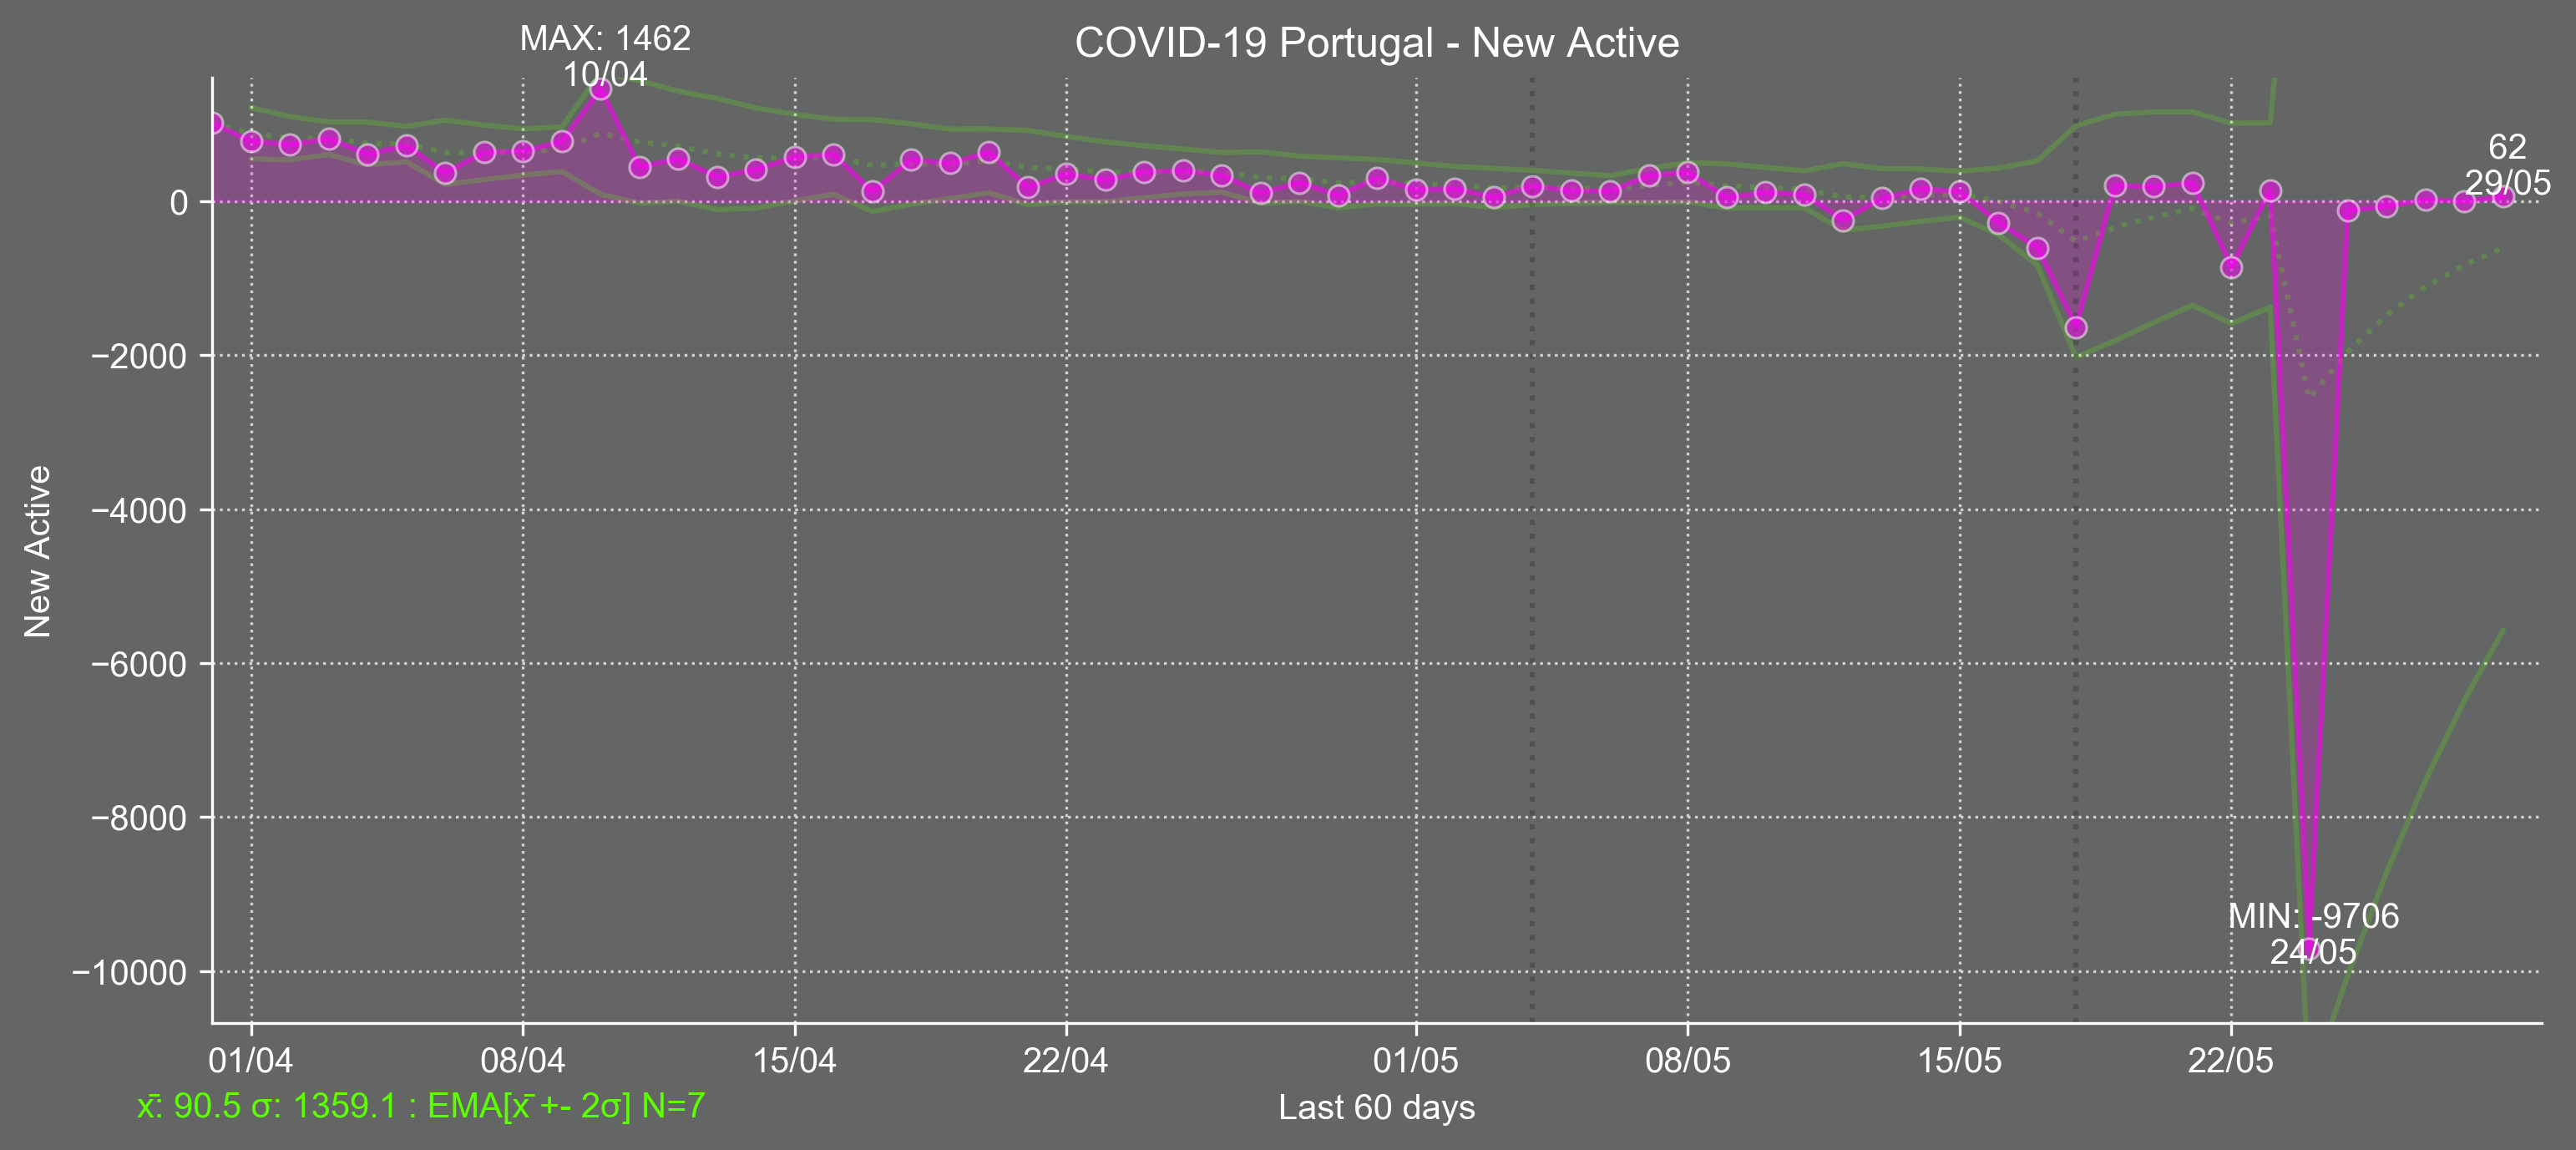 COVID-19 Portugal - New Active
MAX: 1462
10/04
62
29/05
0
−2000
−4000
−6000
−8000
−10000
New Active
MIN: -9706
24/05
01/04 08/04 15/04 22/04 01/05 08/05 15/05 22/05
x̄: 90.5 σ: 1359.1 : EMA[x̄ +- 2σ] N=7
Last 60 days